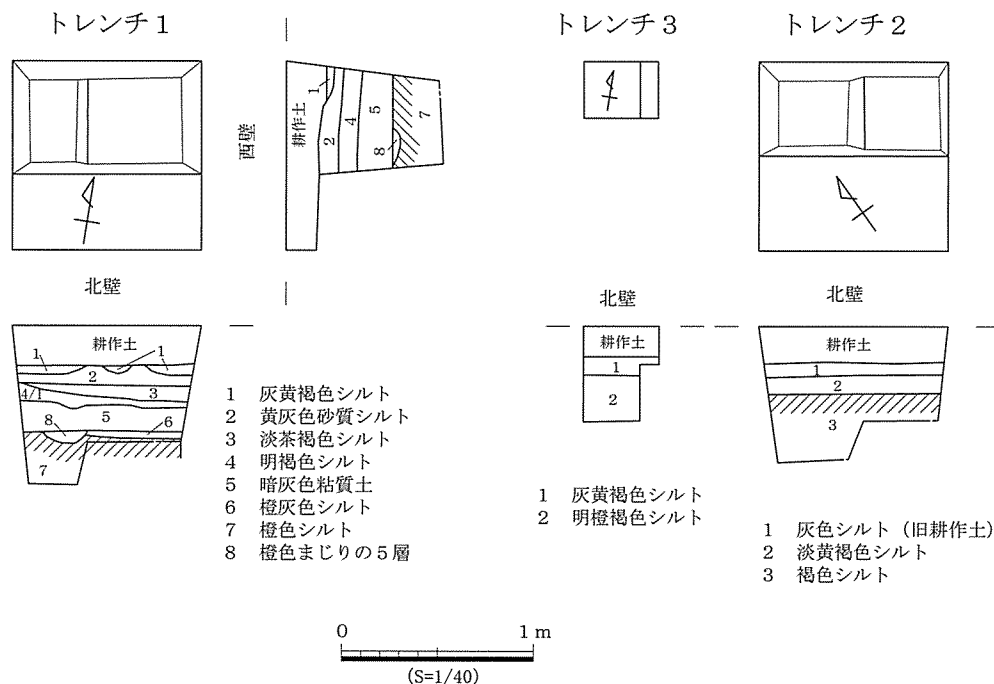 トレンチ1
トレンチ3
トレンチ2
西壁
耕作土
1
2
4
5
8
7
北壁
耕作土
1
1
2
4/1
3
5
6
8
7
1 灰黄褐色シルト
2 黄灰色砂質シルト
3 淡茶褐色シルト
4 明褐色シルト
5 暗灰色粘質土
6 橙灰色シルト
7 橙色シルト
8 橙色まじりの5層
北壁
耕作土
1
2
1 灰黄褐色シルト
2 明橙褐色シルト
北壁
耕作土
1
2
3
1 灰色シルト（旧耕作土）
2 淡黄褐色シルト
3 褐色シルト
0 1 m
(S=1/40)